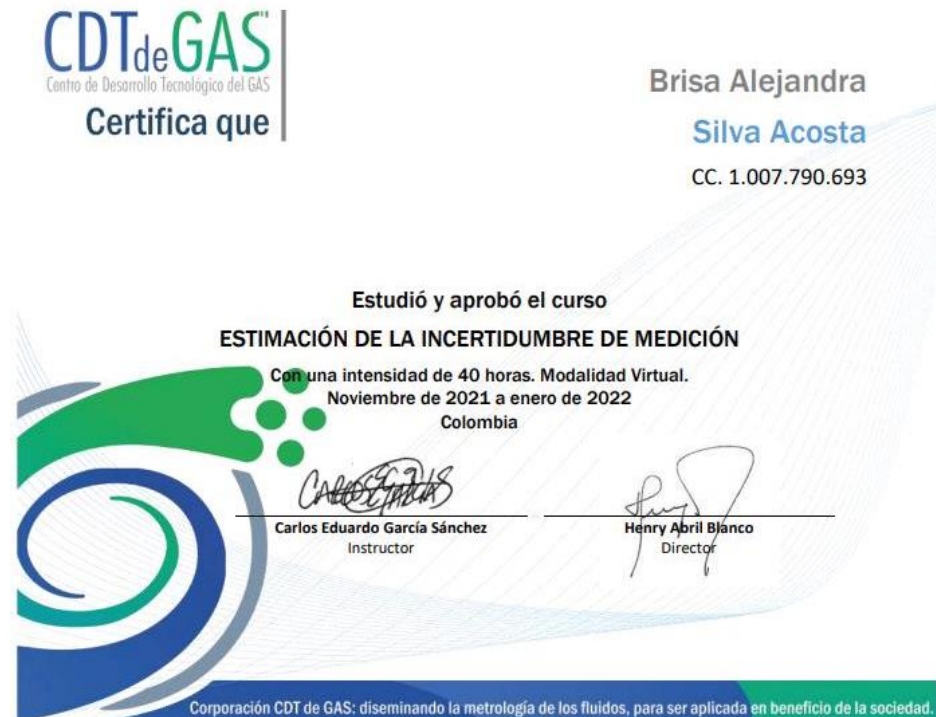 CDT de GAS
Centro de Desarrollo Tecnológico del GAS
Certifica que
Brisa Alejandra
Silva Acosta
CC. 1.007.790.693
Estudió y aprobó el curso
ESTIMACIÓN DE LA INCERTIDUMBRE DE MEDICIÓN
Con una intensidad de 40 horas. Modalidad Virtual.
Noviembre de 2021 a enero de 2022
Colombia
Carlos Eduardo García Sánchez
Instructor
Henry Abril Blanco
Director
Corporación CDT de GAS: diseminando la metrología de los fluidos, para ser aplicada en beneficio de la sociedad.